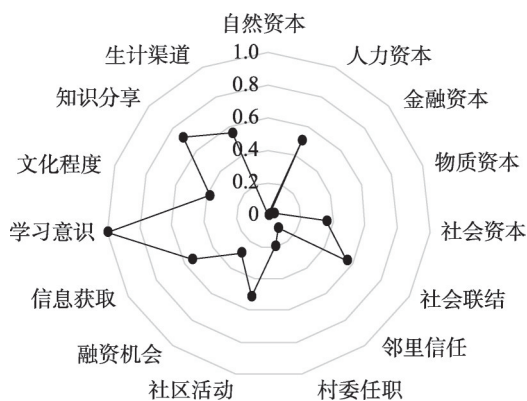 自然资本
人力资本
金融资本
物质资本
社会资本
社会联结
邻里信任
村委任职
社区活动
融资机会
信息获取
学习意识
文化程度
知识分享
生计渠道
1.0
0.8
0.6
0.4
0.2
0